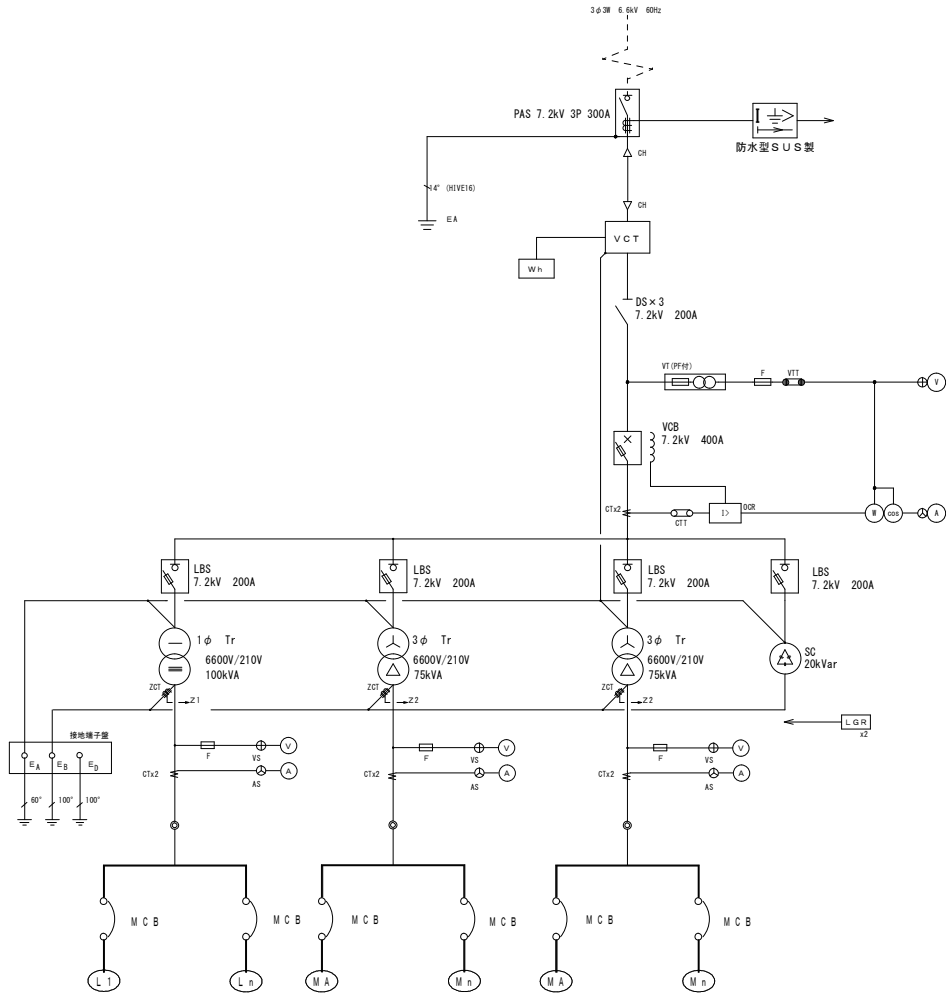 3φ3W 6.6kV 60Hz
PAS 7.2kV 3P 300A
I
>
防水型SUS製
CH
14° (HIVE16)
EA
CH
VCT
Wh
DS×3
7.2kV 200A
VT(PF付)
F
VTT
V
VCB
7.2kV 400A
CTx2
CTT
I>
OCR
W
cos
A
LBS
7.2kV 200A
LBS
7.2kV 200A
LBS
7.2kV 200A
LBS
7.2kV 200A
1φ Tr
6600V/210V
100kVA
3φ Tr
6600V/210V
75kVA
3φ Tr
6600V/210V
75kVA
SC
20kVar
ZCT
Z1
ZCT
Z2
ZCT
Z2
LGR
x2
接地端子盤
EA
EB
ED
60°
100°
100°
F
VS
V
CTx2
AS
A
F
VS
V
CTx2
AS
A
F
VS
V
CTx2
AS
A
MCB
MCB
MCB
MCB
MCB
MCB
L1
Ln
MA
Mn
MA
Mn